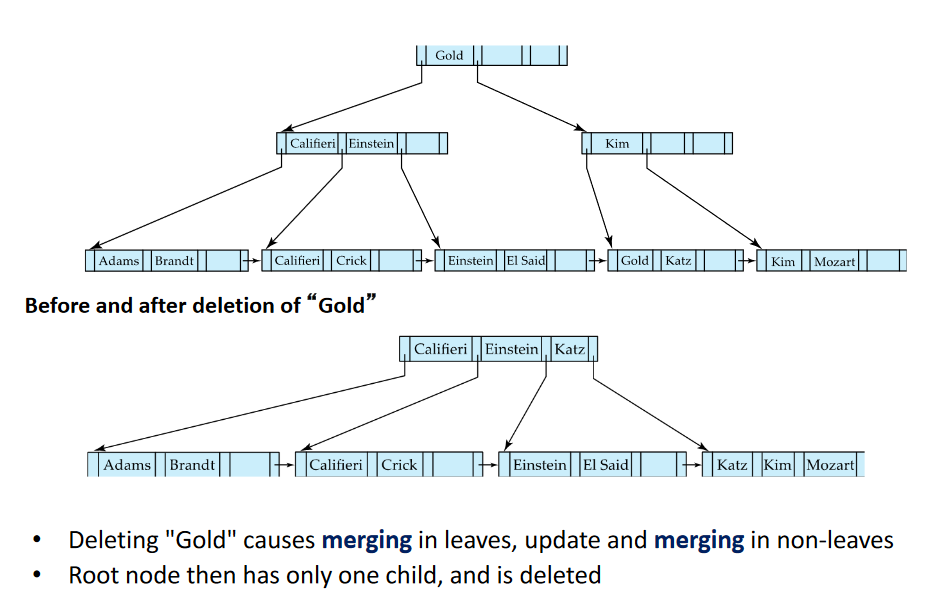 Gold
Califieri Einstein
Kim
Adams Brandt
Califieri Crick
Einstein El Said
Gold Katz
Kim Mozart
Before and after deletion of “Gold”
Califieri Einstein Katz
Adams Brandt
Califieri Crick
Einstein El Said
Katz Kim Mozart
• Deleting "Gold" causes merging in leaves, update and merging in non-leaves
• Root node then has only one child, and is deleted